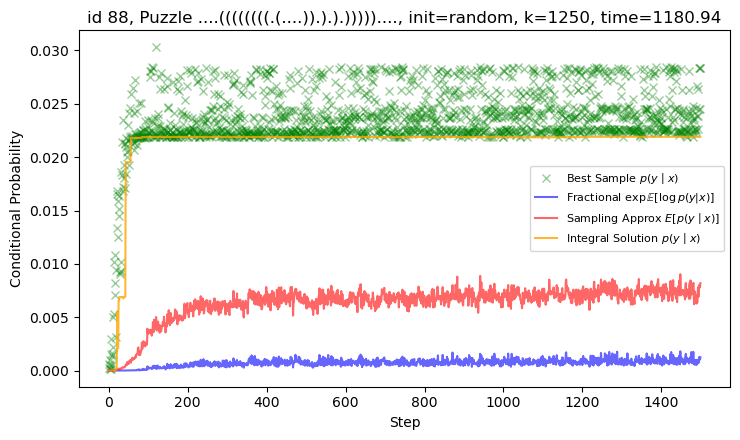 id 88, Puzzle ....((((((((.(....)).).).)))))...., init=random, k=1250, time=1180.94
Conditional Probability
0.030
0.025
0.020
0.015
0.010
0.005
0.000
Best Sample p(y | x)
Fractional exp𝔼[log p(y|x)]
Sampling Approx E[p(y | x)]
Integral Solution p(y | x)
0 200 400 600 800 1000 1200 1400
Step